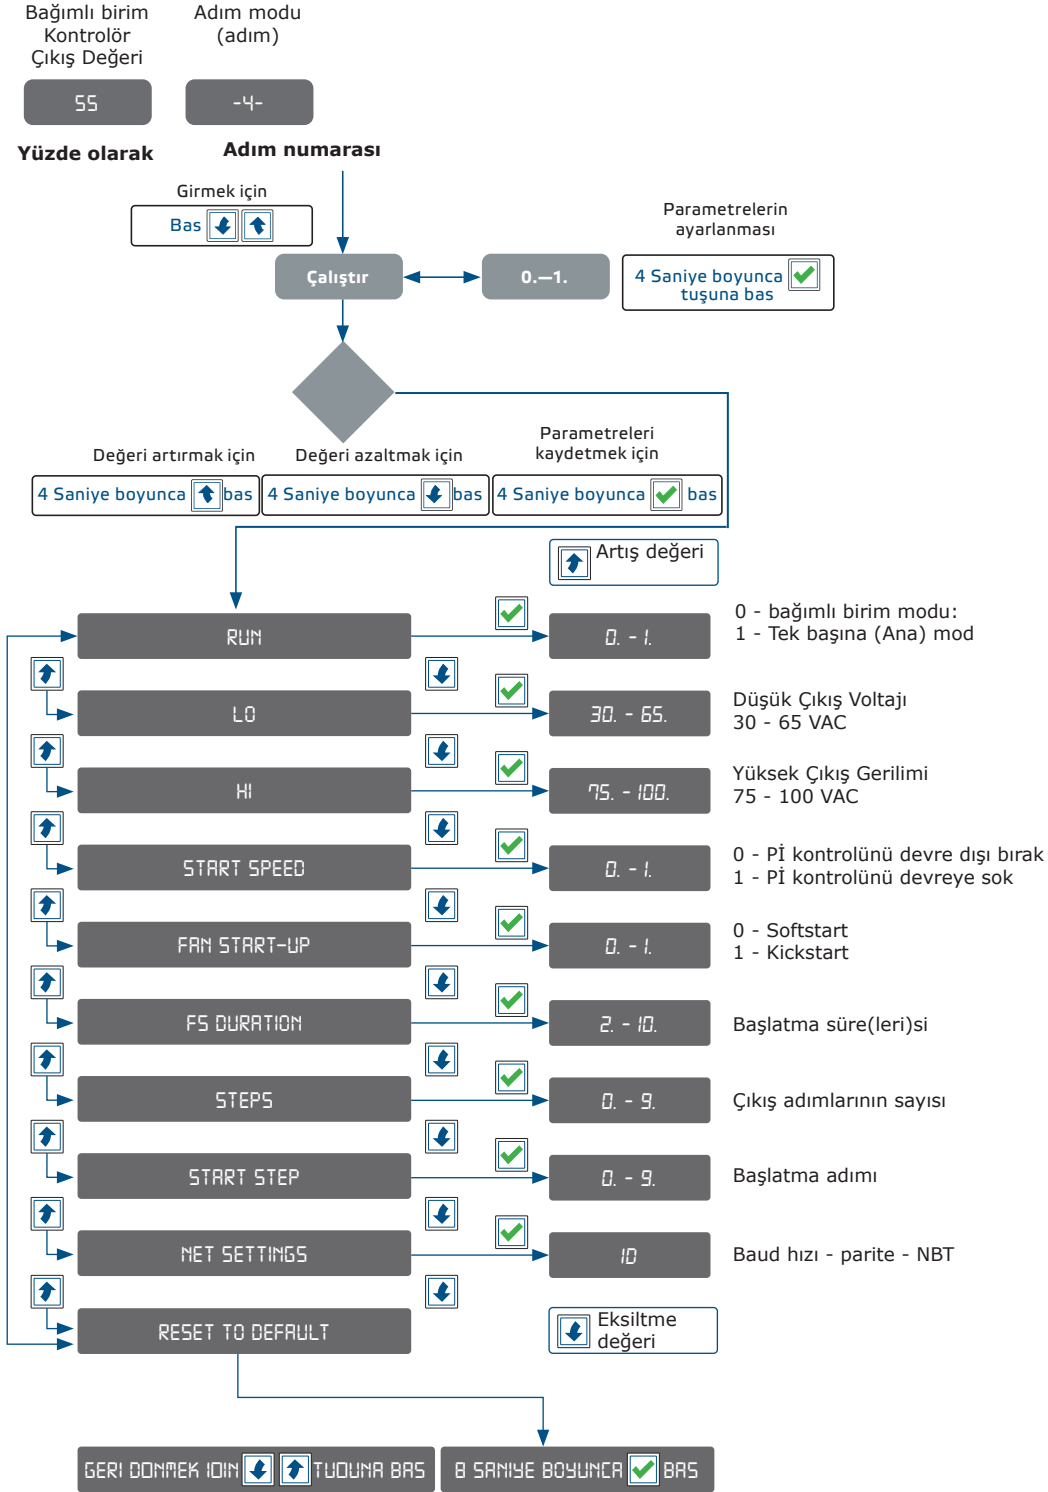 Bağımlı birim
Kontrolör
Çıkış Değeri
Adım modu
(adım)
55
-4-
Yüzde olarak
Adım numarası
Girmek için
Bas
Parametrelerin
ayarlanması
Çalıştır
0.—1.
4 Saniye boyunca
tuşuna bas
Değeri artırmak için
Değeri azaltmak için
Parametreleri
kaydetmek için
4 Saniye boyunca bas
4 Saniye boyunca bas
4 Saniye boyunca bas
Artış değeri
RUN
0. - 1.
0 - bağımlı birim modu:
1 - Tek başına (Ana) mod
LO
30. - 65.
Düşük Çıkış Voltajı
30 - 65 VAC
HI
75. - 100.
Yüksek Çıkış Gerilimi
75 - 100 VAC
START SPEED
0. - 1.
0 - Pİ kontrolünü devre dışı bırak
1 - Pİ kontrolünü devreye sok
FAN START-UP
0. - 1.
0 - Softstart
1 - Kickstart
FS DURATION
2. - 10.
Başlatma süre(leri)si
STEPS
0. - 9.
Çıkış adımlarının sayısı
START STEP
0. - 9.
Başlatma adımı
NET SETTINGS
10
Baud hızı - parite - NBT
RESET TO DEFAULT
Eksiltme
değeri
GERI DONMEK IDIN TUDUNA BAS
8 SANIYE BOYUNCA BAS